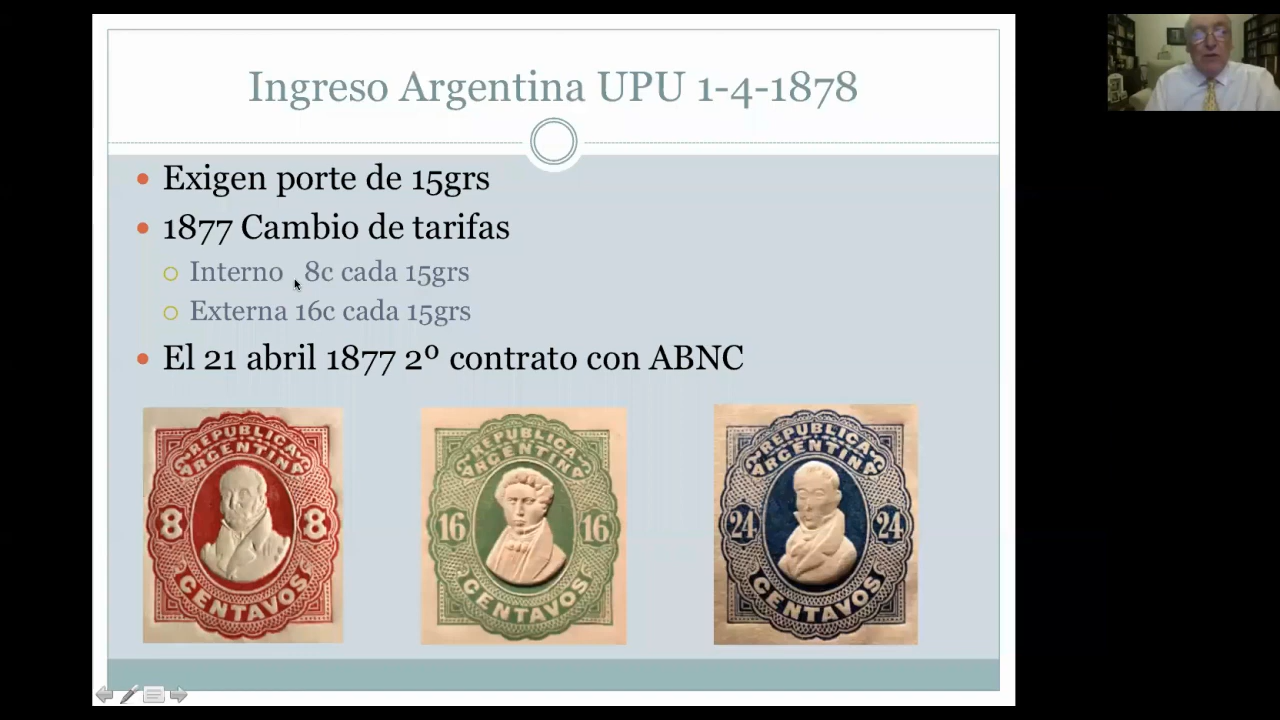 Ingreso Argentina UPU 1-4-1878
Exigen porte de 15grs
1877 Cambio de tarifas
Interno 8c cada 15grs
Externa 16c cada 15grs
El 21 abril 1877 2º contrato con ABNC
REPUBLICA
ARGENTINA
8 8
CENTAVOS
REPUBLICA
ARGENTINA
16 16
CENTAVOS
REPUBLICA
ARGENTINA
24 24
CENTAVOS